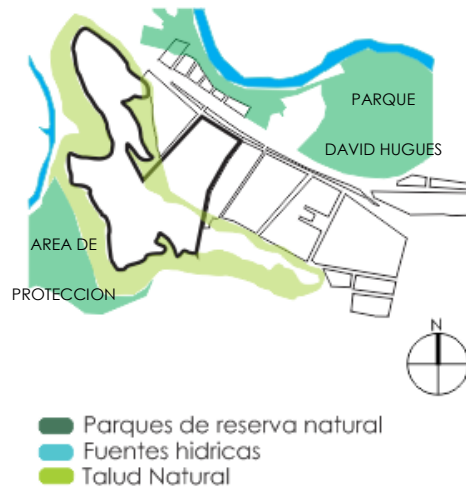 PARQUE
DAVID HUGUES
AREA DE
PROTECCION
N
Parques de reserva natural
Fuentes hidricas
Talud Natural